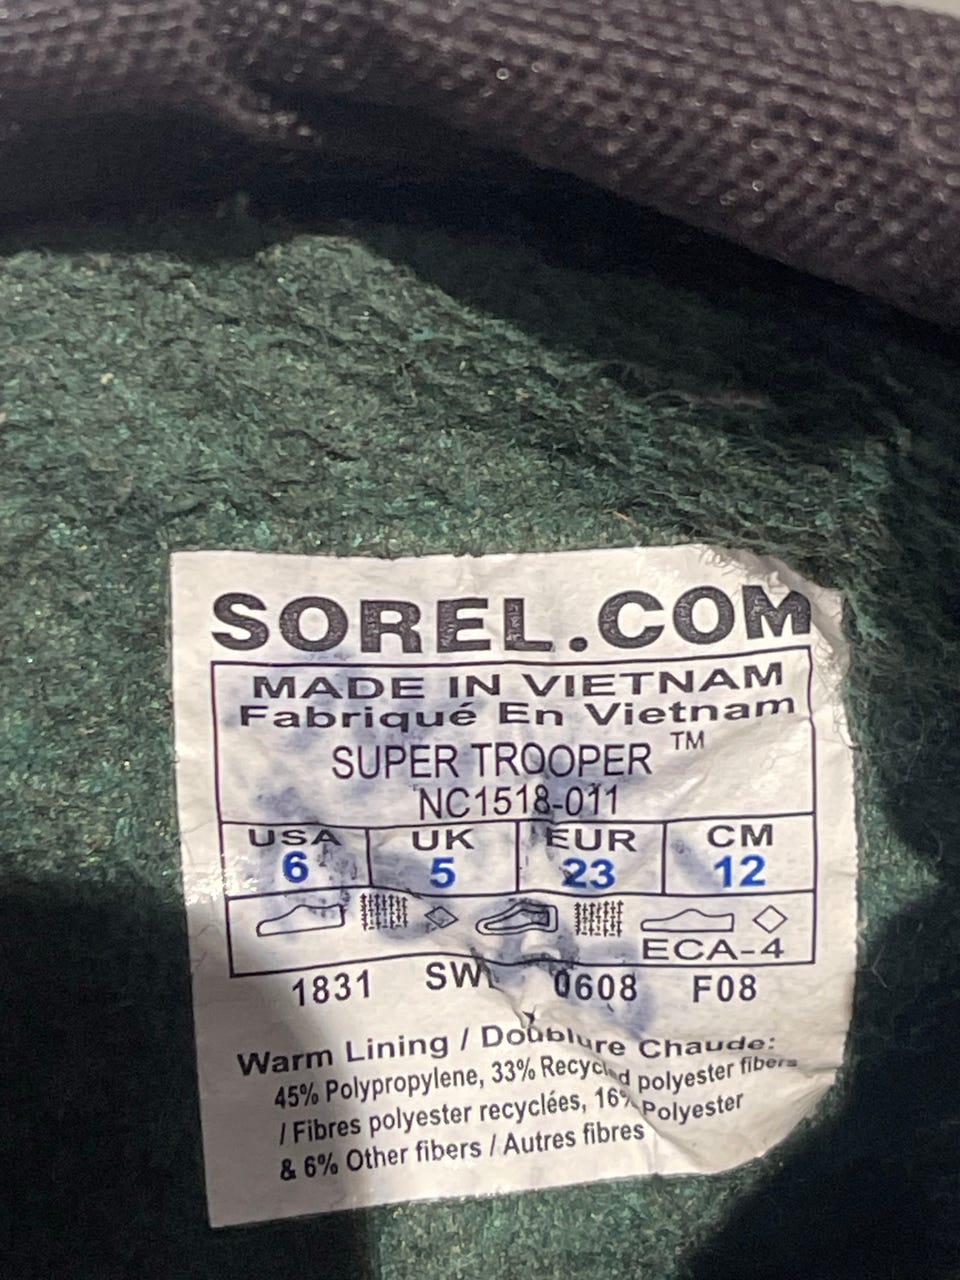 SOREL.COM
MADE IN VIETNAM
Fabriqué En Vietnam
SUPER TROOPER ™
NC1518-011
USA UK EUR CM
6 5 23 12
ECA-4
1831 SW 0608 F08
Warm Lining / Doublure Chaude:
45% Polypropylene, 33% Recycled polyester fibers
/ Fibres polyester recyclées, 16% Polyester
& 6% Other fibers / Autres fibres